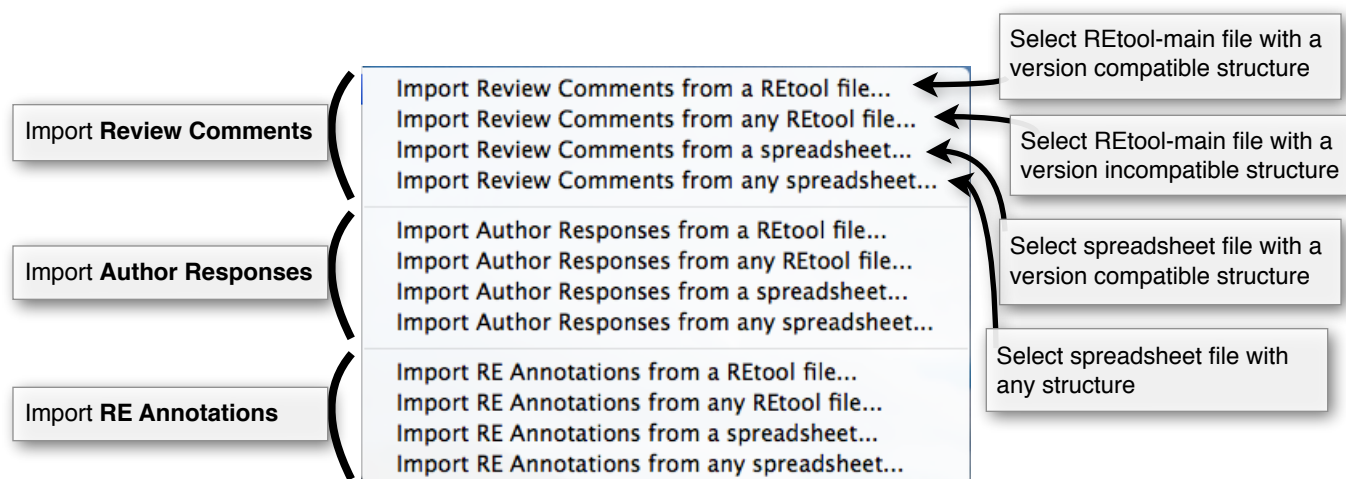 Select REtool-main file with a
version compatible structure
Import Review Comments from a REtool file...
Import Review Comments from any REtool file...
Import Review Comments
Select REtool-main file with a
version incompatible structure
Import Review Comments from a spreadsheet...
Import Review Comments from any spreadsheet...
Import Author Responses from a REtool file...
Import Author Responses from any REtool file...
Import Author Responses
Select spreadsheet file with a
version compatible structure
Import Author Responses from a spreadsheet...
Import Author Responses from any spreadsheet...
Select spreadsheet file with
any structure
Import RE Annotations from a REtool file...
Import RE Annotations from any REtool file...
Import RE Annotations
Import RE Annotations from a spreadsheet...
Import RE Annotations from any spreadsheet...